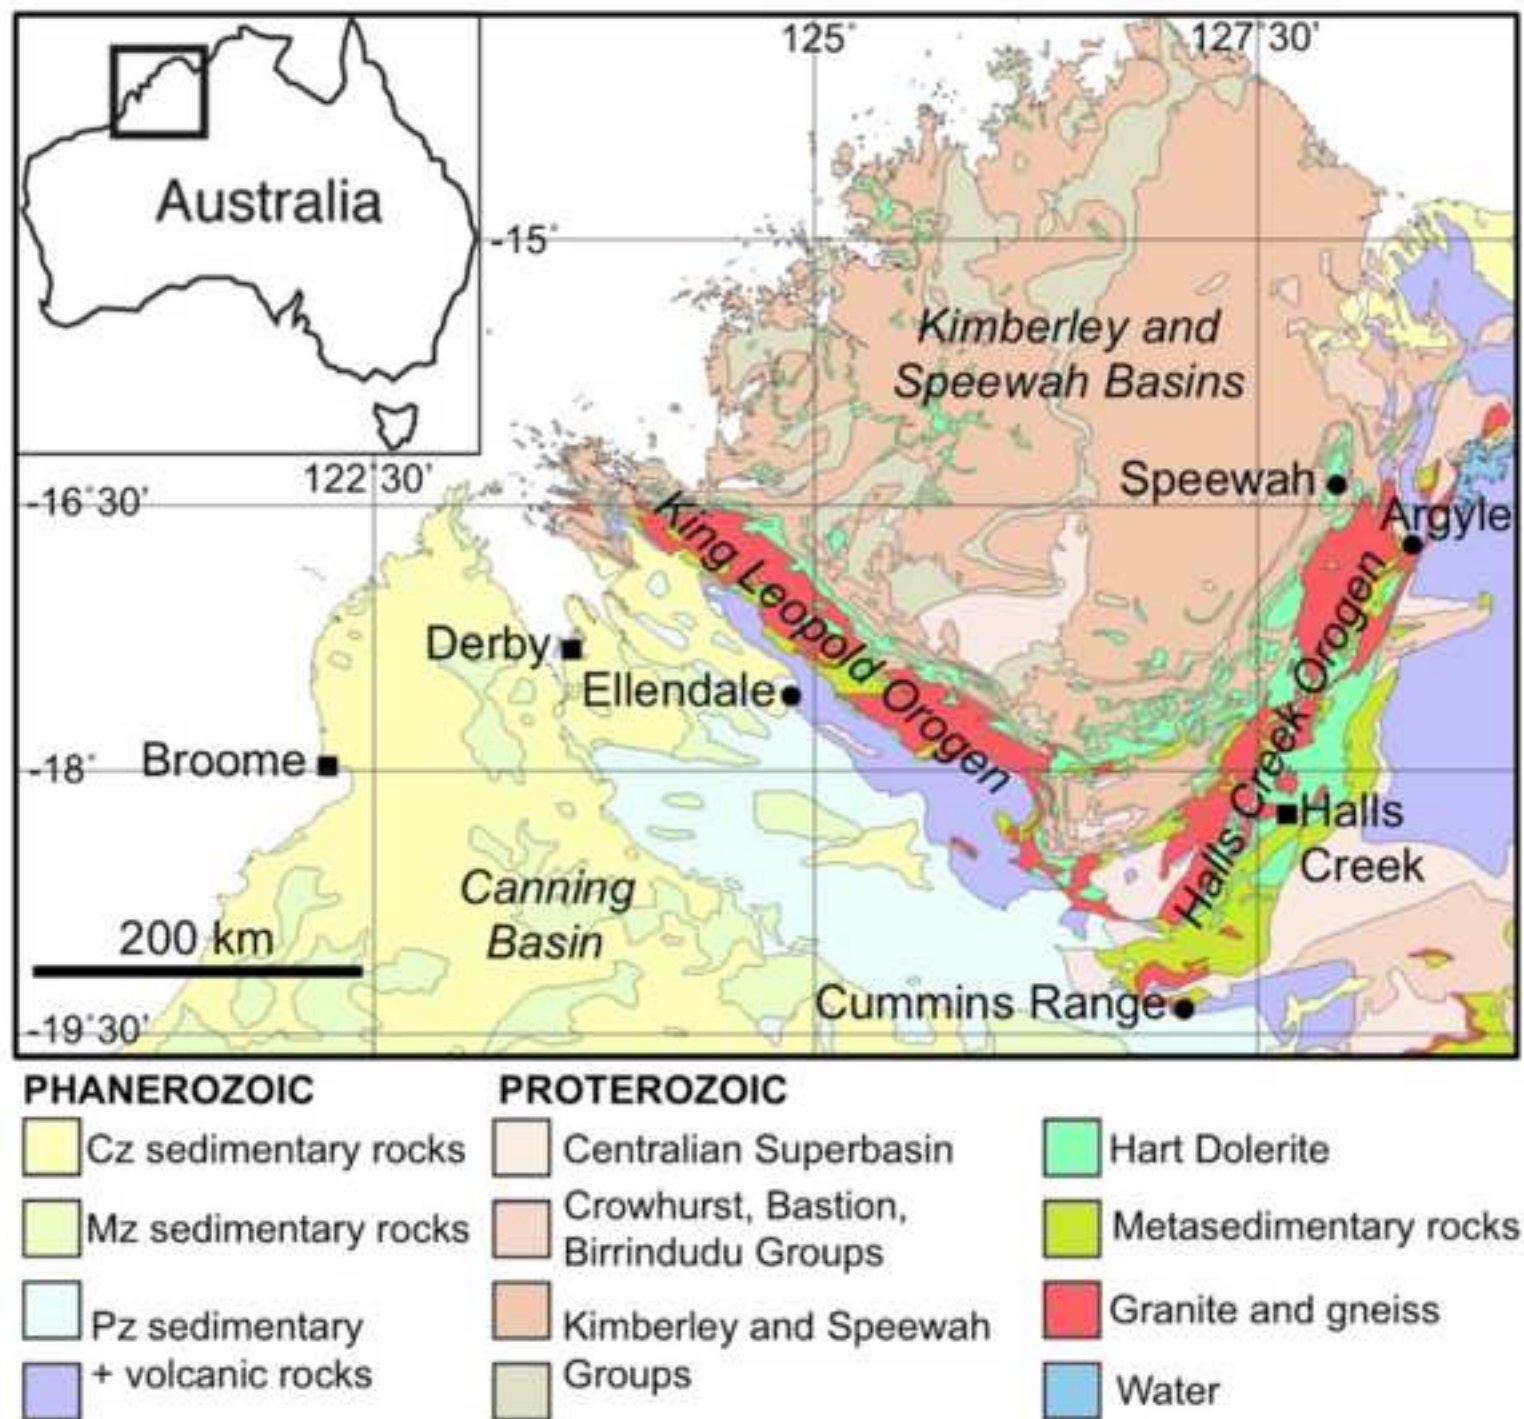 125°
127°30'
Australia
-15°
Kimberley and
Speewah Basins
122°30'
-16°30'
Speewah
Argyle
King Leopold Orogen
Halls Creek Orogen
Derby
Ellendale
Broome
-18°
Halls
Creek
Canning
Basin
200 km
Cummins Range
-19°30'
PHANEROZOIC
Cz sedimentary rocks
Mz sedimentary rocks
Pz sedimentary
+ volcanic rocks
PROTEROZOIC
Centralian Superbasin
Crowhurst, Bastion,
Birrindudu Groups
Kimberley and Speewah
Groups
Hart Dolerite
Metasedimentary rocks
Granite and gneiss
Water